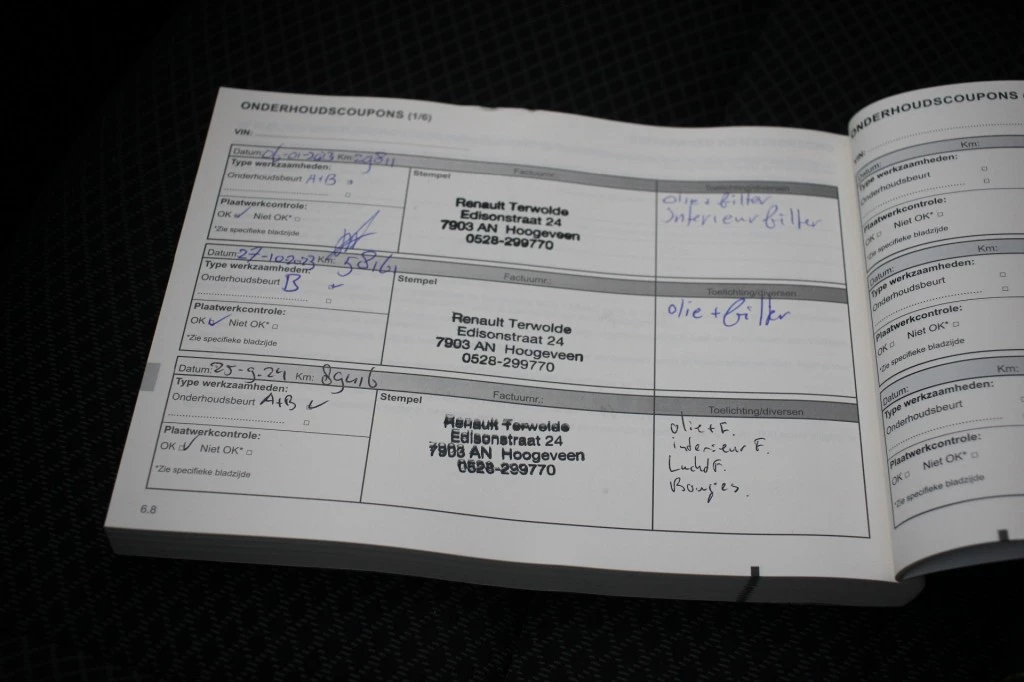 ONDERHOUDSCOUPONS (1/6)
VIN:
Datum: 06-01-2023 Km: 29811
Type werkzaamheden:
Onderhoudsbeurt A+B
Plaatwerkcontrole:
OK ✓ Niet OK* □
*Zie specifieke bladzijde
Stempel
Factuurnr.:
Renault Terwolde
Edisonstraat 24
7903 AN Hoogeveen
0528-299770
Toelichting/diversen
olie + filter
Interieur filter
Datum: 27-10-2023 Km:
Type werkzaamheden:
Onderhoudsbeurt B ✓
□
Plaatwerkcontrole:
OK ✓ Niet OK* □
*Zie specifieke bladzijde
Stempel
Factuurnr.:
Renault Terwolde
Edisonstraat 24
7903 AN Hoogeveen
0528-299770
Toelichting/diversen
olie + filter
Datum: 25-9-24 Km: 89416
Type werkzaamheden:
Onderhoudsbeurt A+B ✓
□
Plaatwerkcontrole:
OK ✓ Niet OK* □
*Zie specifieke bladzijde
Stempel
Factuurnr.:
Renault Terwolde
Edisonstraat 24
7903 AN Hoogeveen
0528-299770
Toelichting/diversen
olie + F.
interieur F.
Lucht F.
Bougies.
6.8
ONDERHOUDSCOUPONS
VIN:
Datum: Km:
Type werkzaamheden:
Onderhoudsbeurt □
□
Plaatwerkcontrole:
OK □ Niet OK* □
*Zie specifieke bladzijde
Datum: Km:
Type werkzaamheden:
Onderhoudsbeurt □
□
Plaatwerkcontrole:
OK □ Niet OK* □
*Zie specifieke bladzijde
Datum: Km:
Type werkzaamheden:
Onderhoudsbeurt □
Plaatwerkcontrole:
OK □ Niet OK* □
*Zie specifieke bladzijde